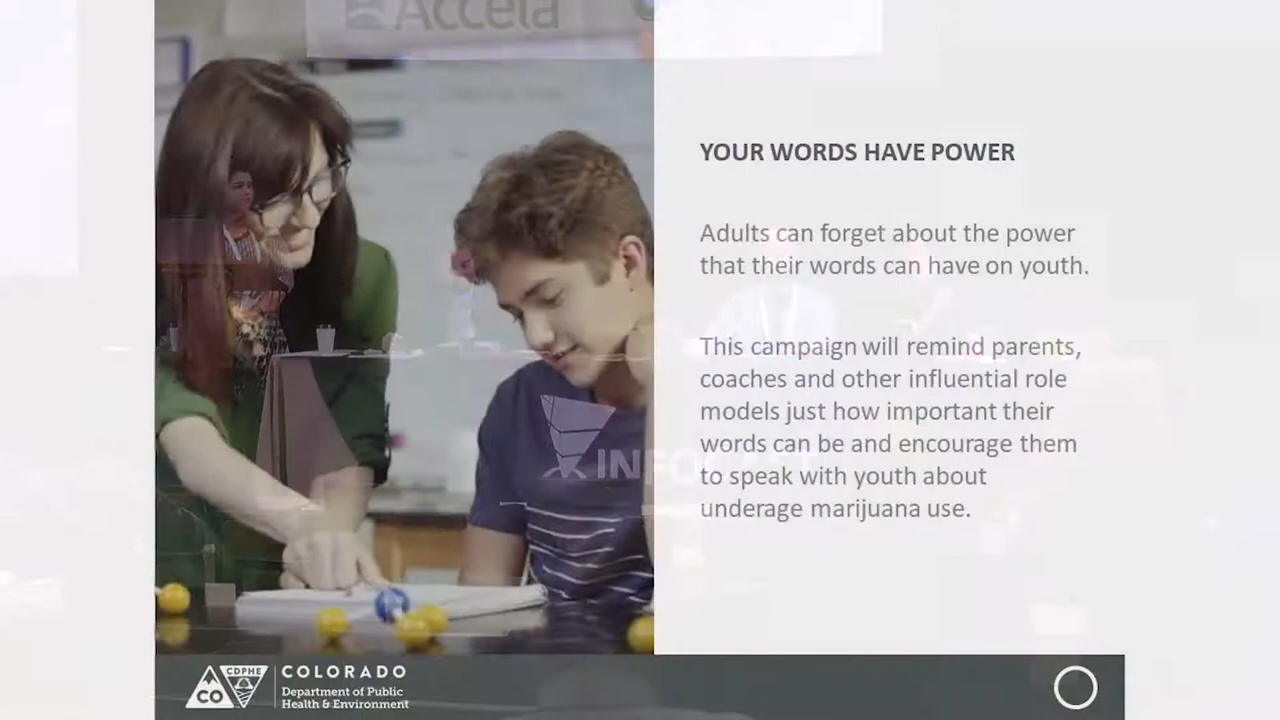 Accela
YOUR WORDS HAVE POWER
Adults can forget about the power
that their words can have on youth.
This campaign will remind parents,
coaches and other influential role
models just how important their
words can be and encourage them
to speak with youth about
underage marijuana use.
CO
CDPHE
COLORADO
Department of Public
Health & Environment